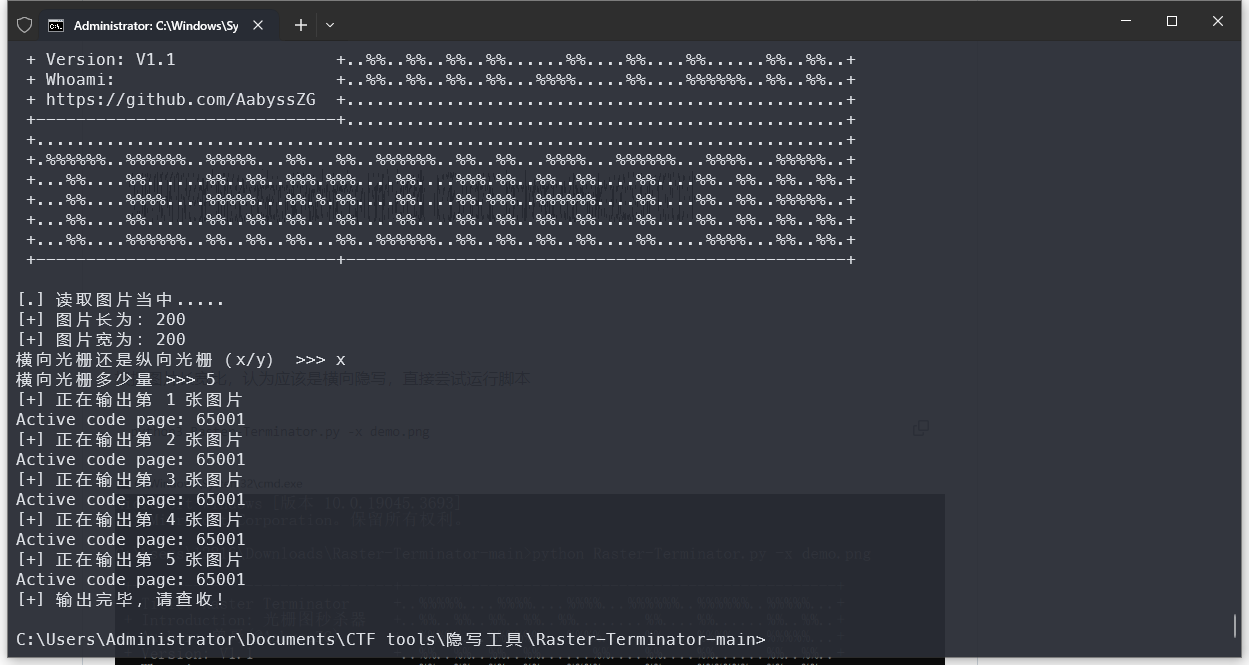 Administrator: C:\Windows\Sy
+ Version: V1.1                +..%%..%%..%%..%%......%%....%%....%%......%%..%%..+
+ Whoami:                      +..%%..%%..%%..%%...%%%%.....%%....%%%%%%..%%..%%..+
+ https://github.com/AabyssZG  +..................................................+
+------------------------------+..................................................+
+.................................................................................+
+.%%%%%%..%%%%%%..%%%%%...%%...%%..%%%%%%..%%..%%...%%%%...%%%%%%...%%%%...%%%%%..+
+...%%....%%......%%..%%..%%%.%%%....%%....%%%.%%..%%..%%....%%....%%..%%..%%..%%.+
+...%%....%%%%....%%%%%...%%.%.%%....%%....%%.%%%..%%%%%%....%%....%%..%%..%%%%%..+
+...%%....%%......%%..%%..%%...%%....%%....%%..%%..%%..%%....%%....%%..%%..%%..%%.+
+...%%....%%%%%%..%%..%%..%%...%%..%%%%%%..%%..%%..%%..%%....%%.....%%%%...%%..%%.+
+------------------------------+--------------------------------------------------+
[.] 读取图片当中.....
[+] 图片长为: 200
[+] 图片宽为: 200
横向光栅还是纵向光栅 (x/y)  >>> x
横向光栅多少量 >>> 5
[+] 正在输出第 1 张图片
Active code page: 65001
[+] 正在输出第 2 张图片
Active code page: 65001
[+] 正在输出第 3 张图片
Active code page: 65001
[+] 正在输出第 4 张图片
Active code page: 65001
[+] 正在输出第 5 张图片
Active code page: 65001
[+] 输出完毕, 请查收!
C:\Users\Administrator\Documents\CTF tools\隐写工具\Raster-Terminator-main>